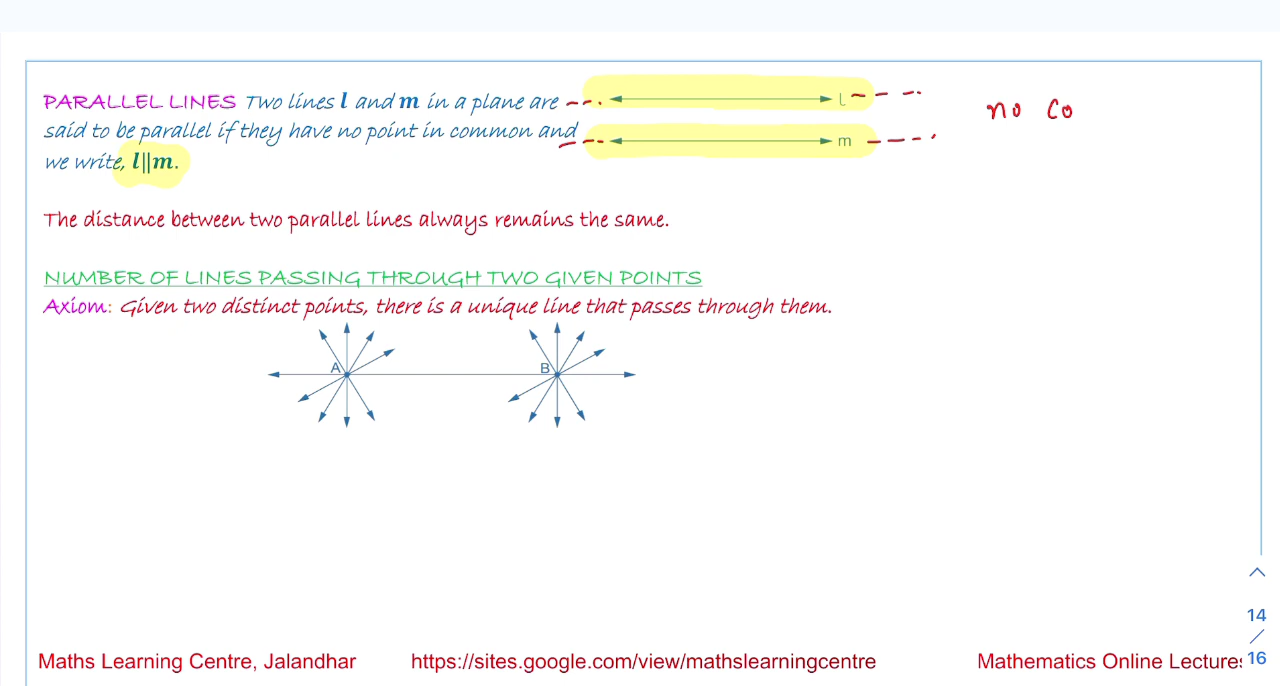 PARALLEL LINES Two lines l and m in a plane are
said to be parallel if they have no point in common and
we write, l||m.
l
m
no Co
The distance between two parallel lines always remains the same.
NUMBER OF LINES PASSING THROUGH TWO GIVEN POINTS
Axiom: Given two distinct points, there is a unique line that passes through them.
A
B
14
/
16
Maths Learning Centre, Jalandhar
https://sites.google.com/view/mathslearningcentre
Mathematics Online Lectures